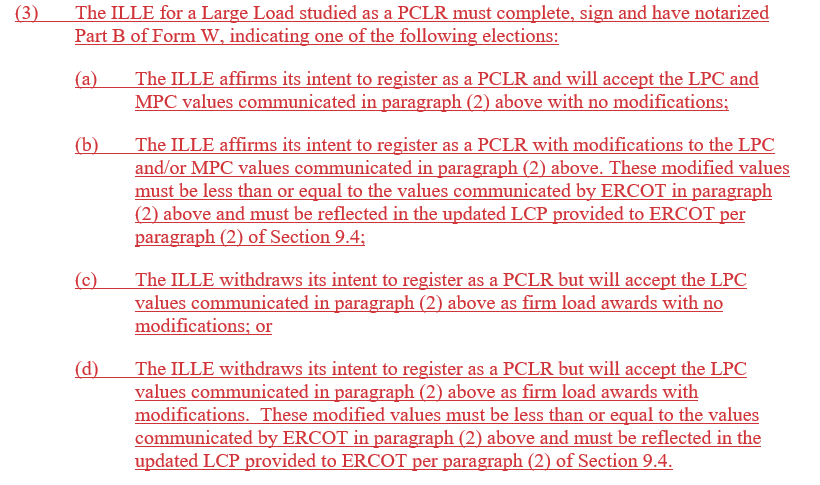 (3) The ILLE for a Large Load studied as a PCLR must complete, sign and have notarized
Part B of Form W, indicating one of the following elections:
(a) The ILLE affirms its intent to register as a PCLR and will accept the LPC and
MPC values communicated in paragraph (2) above with no modifications;
(b) The ILLE affirms its intent to register as a PCLR with modifications to the LPC
and/or MPC values communicated in paragraph (2) above. These modified values
must be less than or equal to the values communicated by ERCOT in paragraph
(2) above and must be reflected in the updated LCP provided to ERCOT per
paragraph (2) of Section 9.4;
(c) The ILLE withdraws its intent to register as a PCLR but will accept the LPC
values communicated in paragraph (2) above as firm load awards with no
modifications; or
(d) The ILLE withdraws its intent to register as a PCLR but will accept the LPC
values communicated in paragraph (2) above as firm load awards with
modifications.  These modified values must be less than or equal to the values
communicated by ERCOT in paragraph (2) above and must be reflected in the
updated LCP provided to ERCOT per paragraph (2) of Section 9.4.